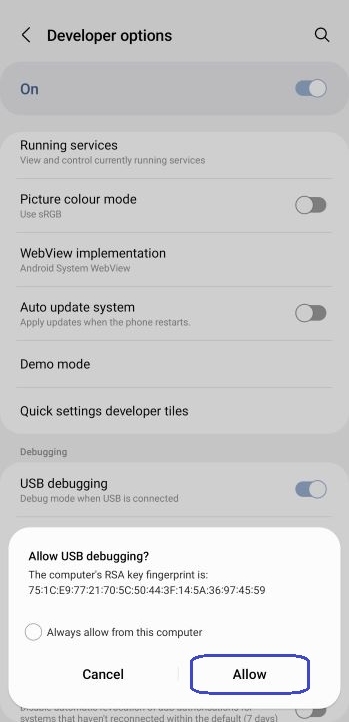 Developer options
On
Running services
View and control currently running services
Picture colour mode
Use sRGB
WebView implementation
Android System WebView
Auto update system
Apply updates when the phone restarts.
Demo mode
Quick settings developer tiles
Debugging
USB debugging
Debug mode when USB is connected
Allow USB debugging?
The computer's RSA key fingerprint is:
75:1C:E9:77:21:70:5C:50:44:3F:14:5A:36:97:45:59
Always allow from this computer
Cancel
Allow
systems that haven't reconnected within the default (7 days)